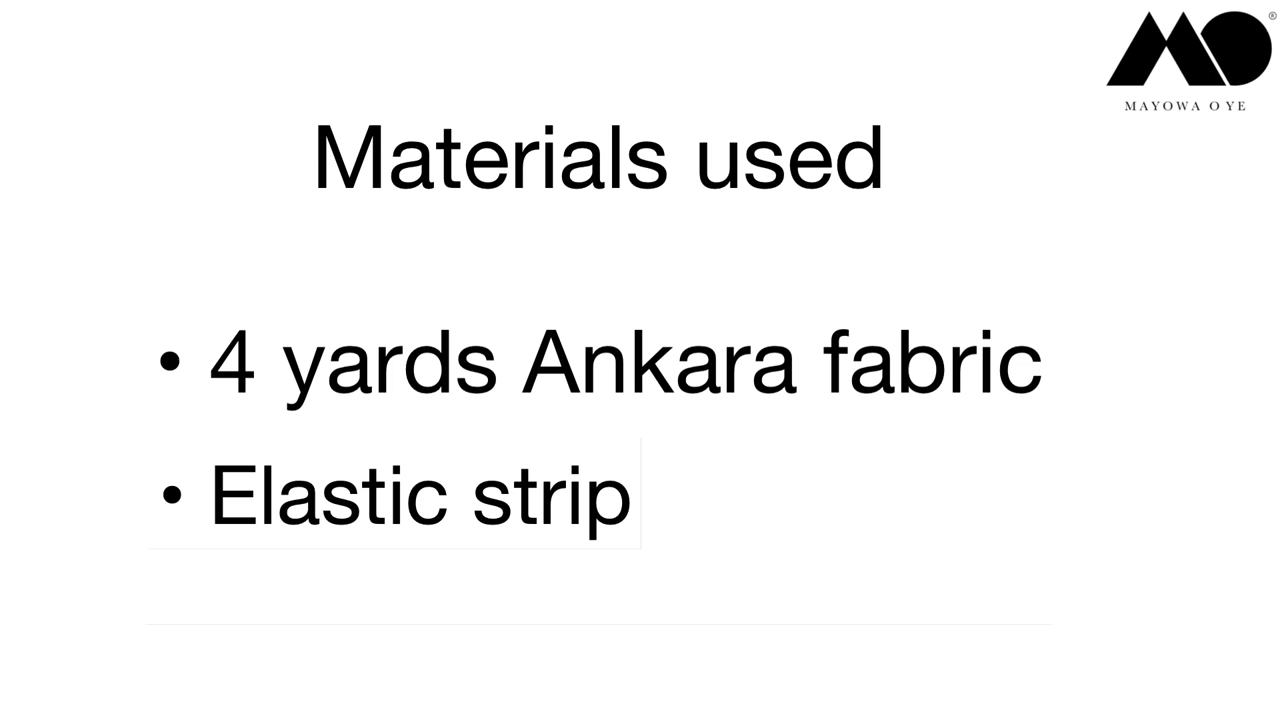 ®
MAYOWA OYE
Materials used
• 4 yards Ankara fabric
• Elastic strip